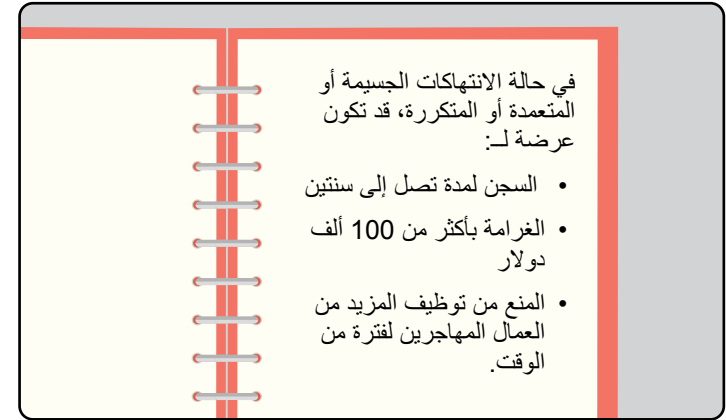 في حالة الانتهاكات الجسيمة أو
المتعمدة أو المتكررة، قد تكون
عرضة لــ:
• السجن لمدة تصل إلى سنتين
• الغرامة بأكثر من 100 ألف
دولار
• المنع من توظيف المزيد من
العمال المهاجرين لفترة من
الوقت.